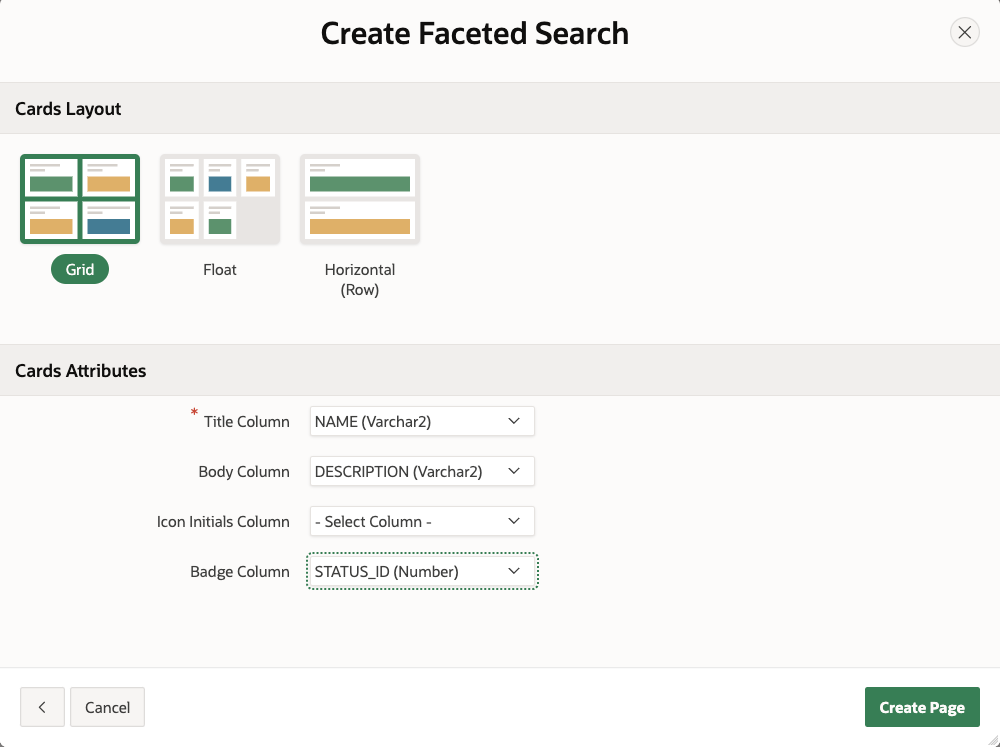 Create Faceted Search
Cards Layout
Grid
Float
Horizontal
(Row)
Cards Attributes
* Title Column NAME (Varchar2)
Body Column DESCRIPTION (Varchar2)
Icon Initials Column - Select Column -
Badge Column STATUS_ID (Number)
Cancel
Create Page